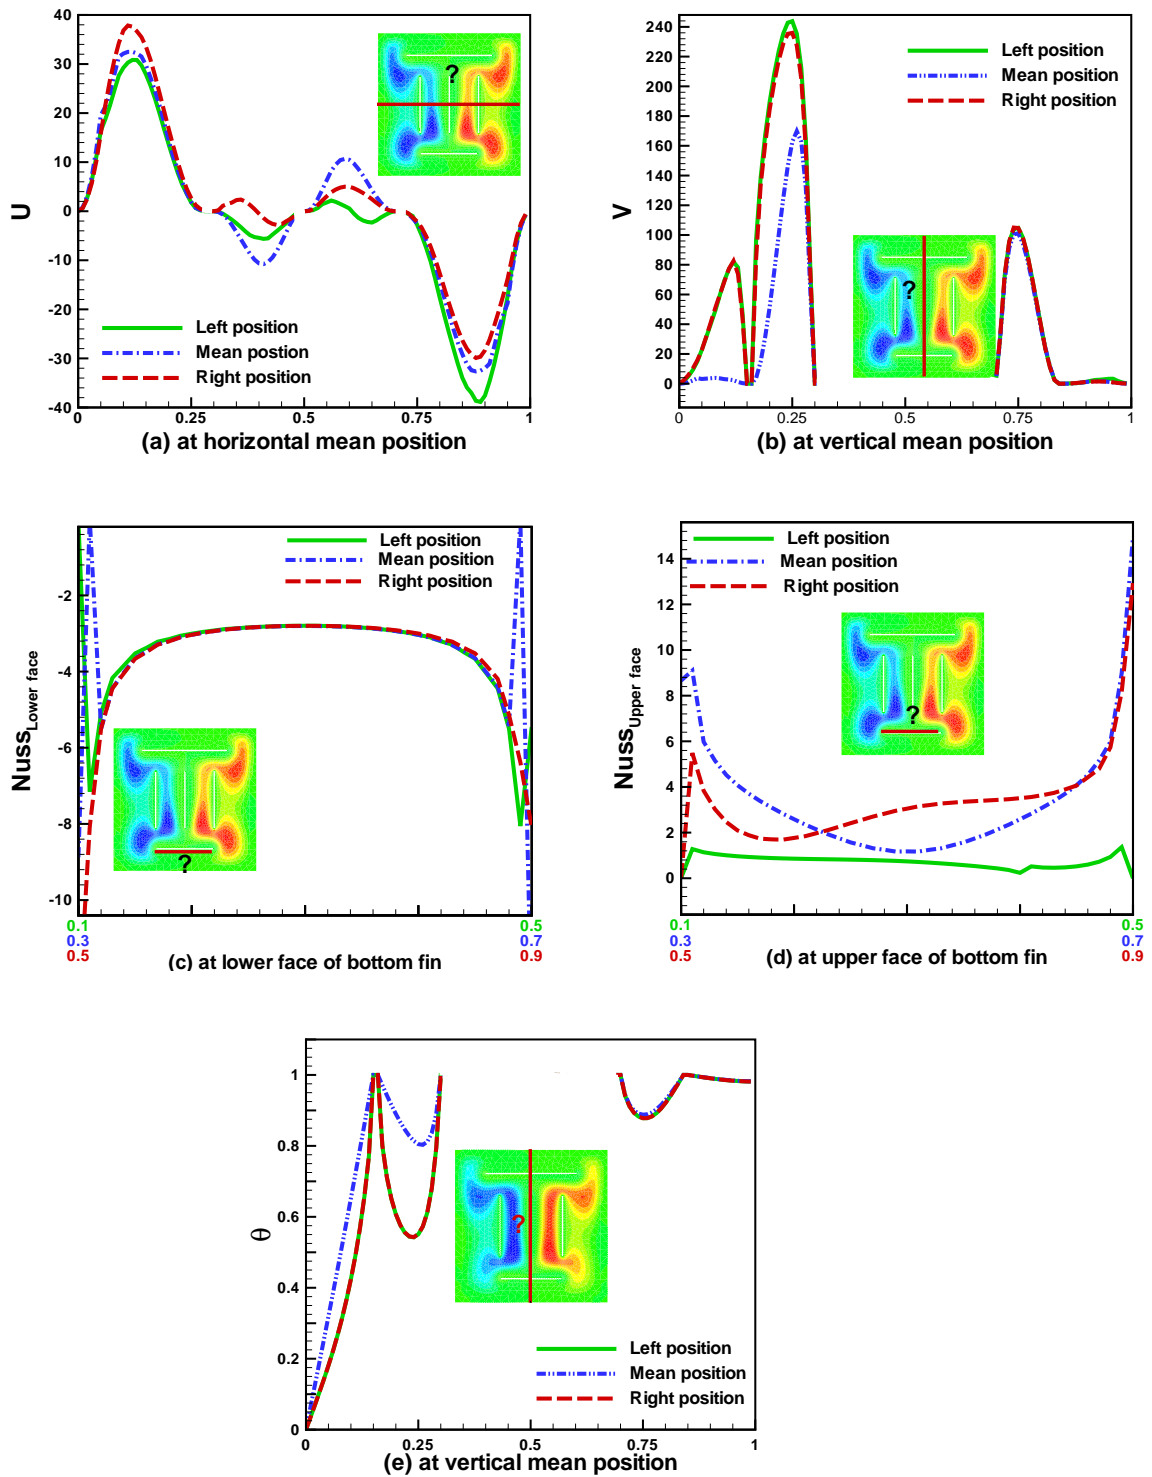 40
30
20
10
0
-10
-20
-30
-40
U
?
Left position
Mean postion
Right position
0
0.25
0.5
0.75
1
(a) at horizontal mean position
240
220
200
180
160
140
120
100
80
60
40
20
0
V
Left position
Mean position
Right position
?
0
0.25
0.5
0.75
1
(b) at vertical mean position
-2
-4
-6
-8
-10
Nuss Lower face
Left position
Mean position
Right position
?
0.1 0.5
0.3 0.7
0.5 0.9
(c) at lower face of bottom fin
14
12
10
8
6
4
2
0
Nuss Upper face
Left position
Mean position
Right position
?
0.1 0.5
0.3 0.7
0.5 0.9
(d) at upper face of bottom fin
1
0.8
0.6
0.4
0.2
0
θ
?
Left position
Mean position
Right position
0
0.25
0.5
0.75
1
(e) at vertical mean position